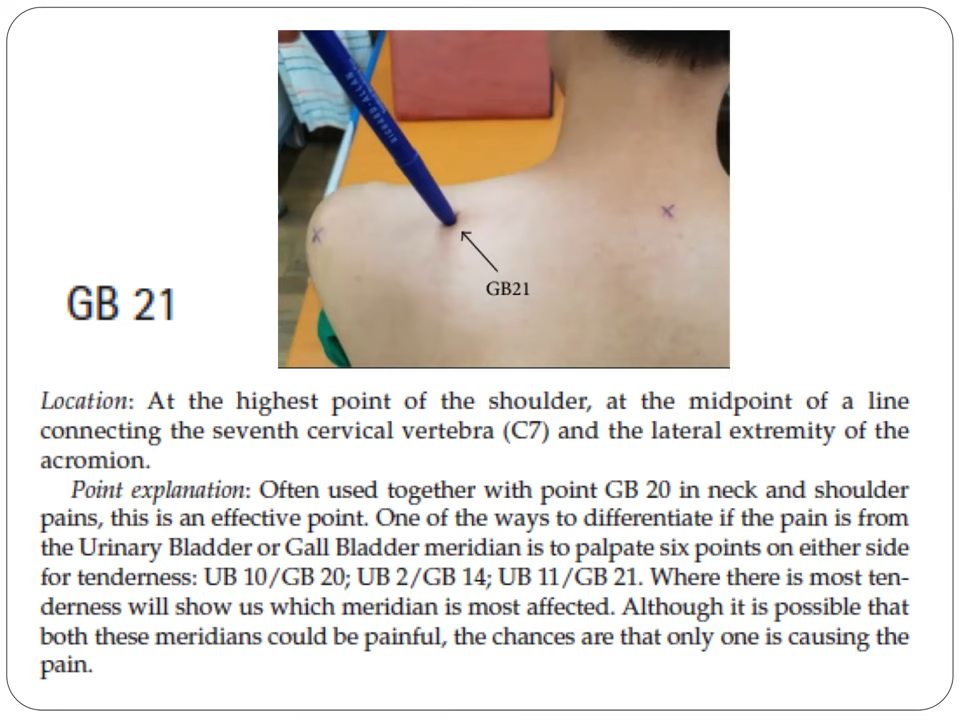 RICHARD-ALLAN
x
x
GB21
GB 21
Location: At the highest point of the shoulder, at the midpoint of a line
connecting the seventh cervical vertebra (C7) and the lateral extremity of the
acromion.
Point explanation: Often used together with point GB 20 in neck and shoulder
pains, this is an effective point. One of the ways to differentiate if the pain is from
the Urinary Bladder or Gall Bladder meridian is to palpate six points on either side
for tenderness: UB 10/GB 20; UB 2/GB 14; UB 11/GB 21. Where there is most ten-
derness will show us which meridian is most affected. Although it is possible that
both these meridians could be painful, the chances are that only one is causing the
pain.